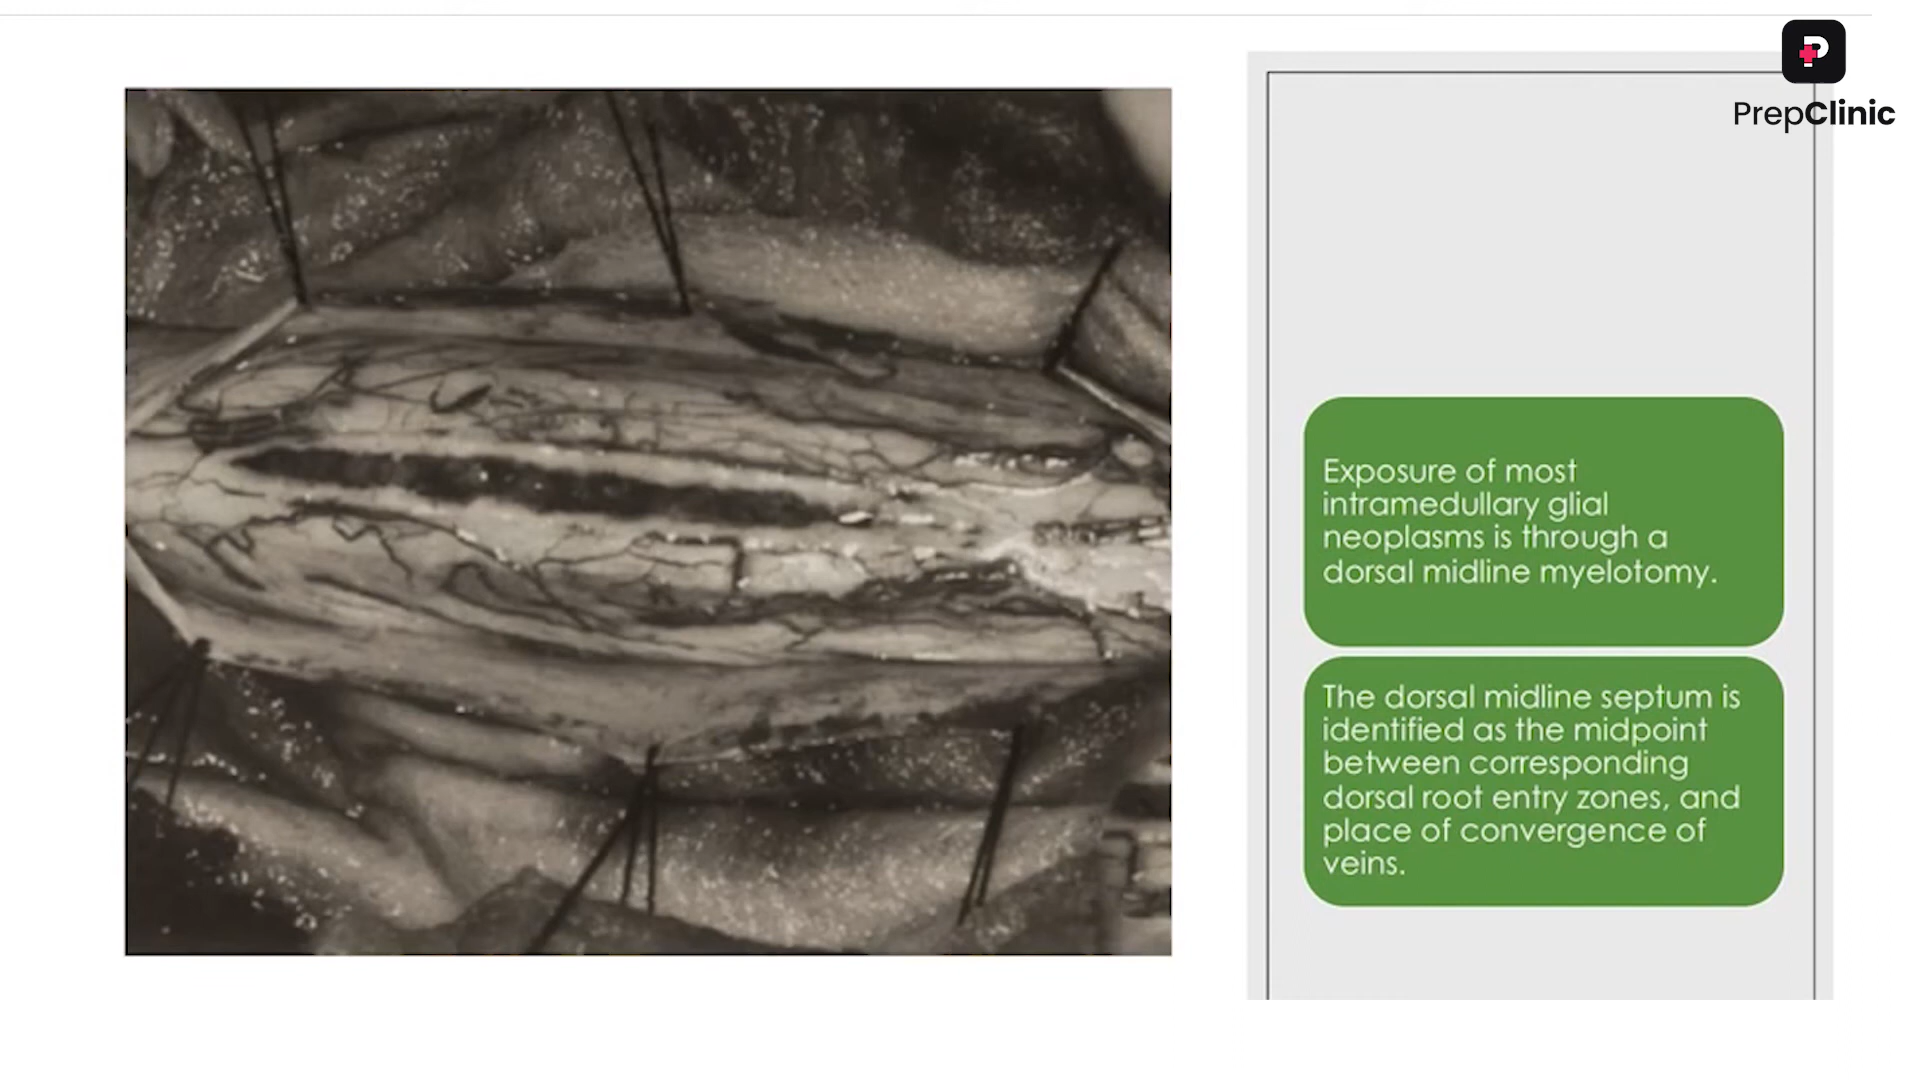 PrepClinic
Exposure of most
intramedullary glial
neoplasms is through a
dorsal midline myelotomy.
The dorsal midline septum is
identified as the midpoint
between corresponding
dorsal root entry zones, and
place of convergence of
veins.